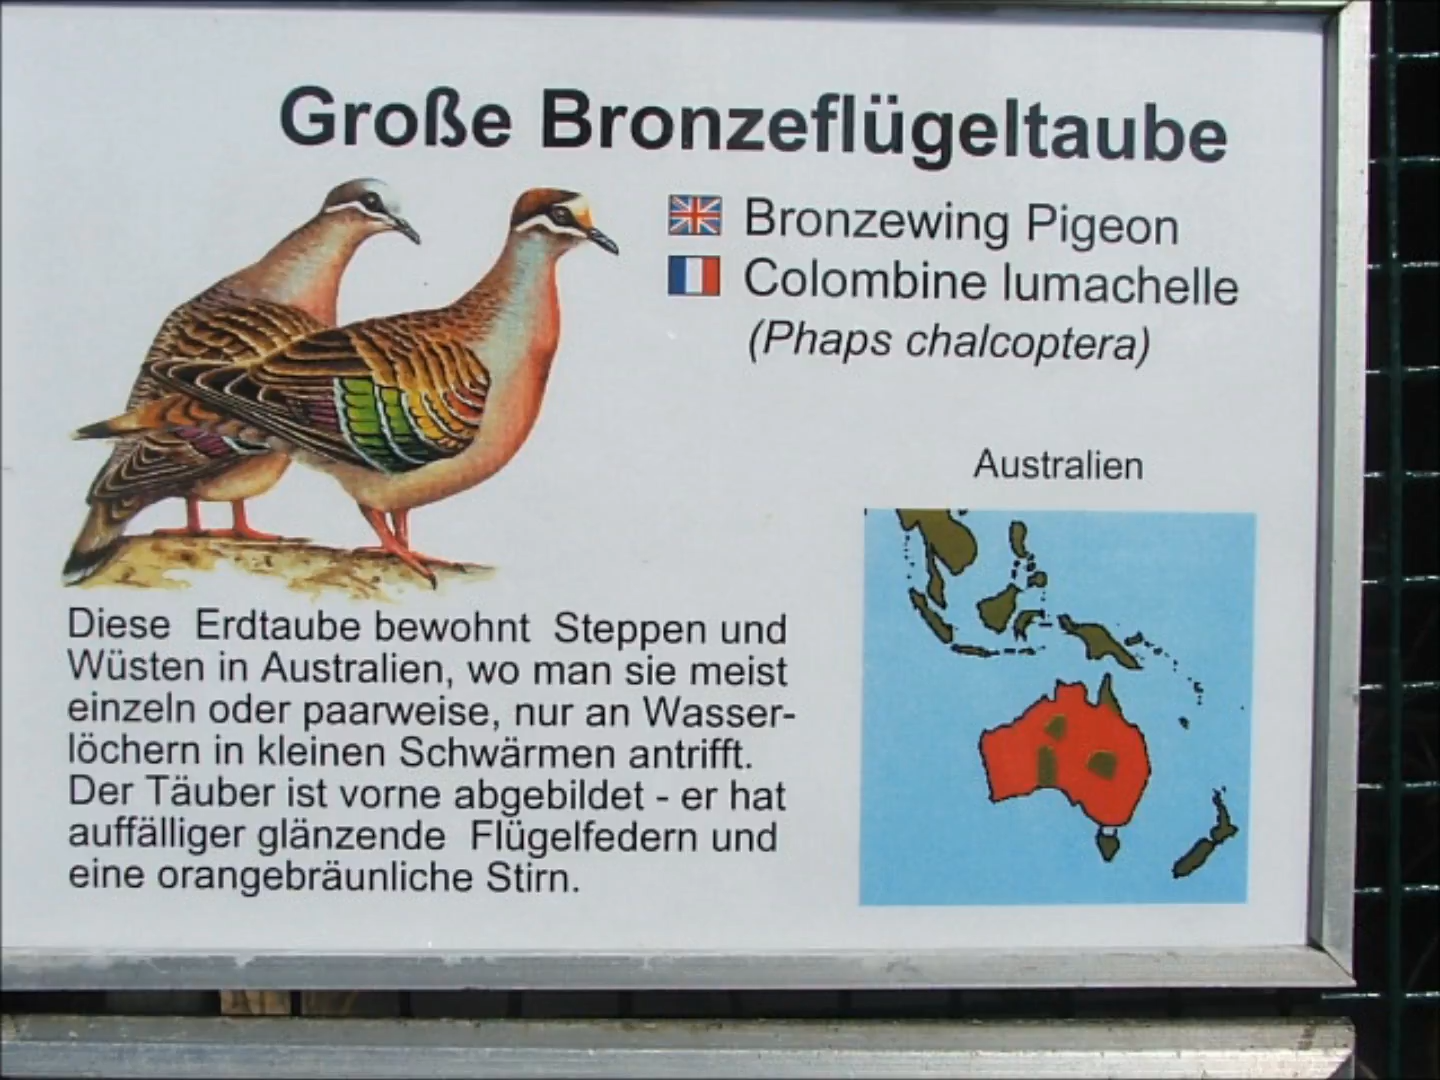 Große Bronzeflügeltaube
Bronzewing Pigeon
Colombine lumachelle
(Phaps chalcoptera)
Australien
Diese Erdtaube bewohnt Steppen und
Wüsten in Australien, wo man sie meist
einzeln oder paarweise, nur an Wasser-
löchern in kleinen Schwärmen antrifft.
Der Täuber ist vorne abgebildet - er hat
auffälliger glänzende Flügelfedern und
eine orangebräunliche Stirn.